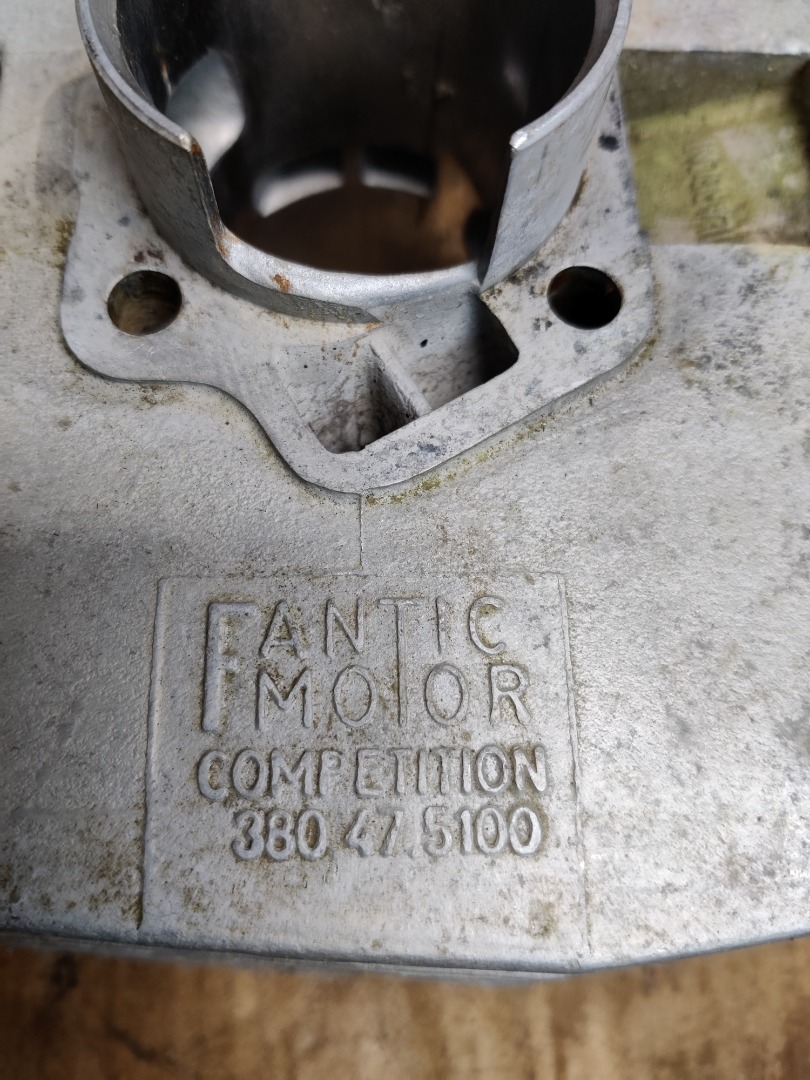 FANTIC
MOTOR
COMPETITION
380.47.5100